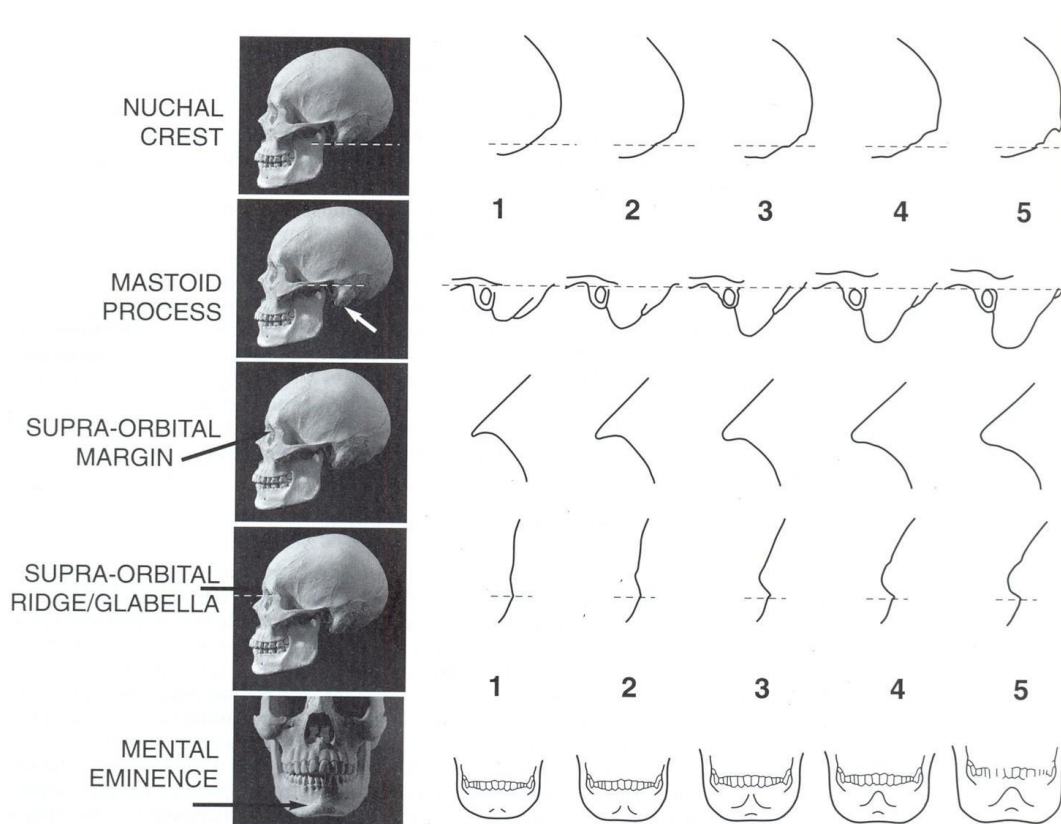 NUCHAL
CREST
1 2 3 4 5
MASTOID
PROCESS
SUPRA-ORBITAL
MARGIN
SUPRA-ORBITAL
RIDGE/GLABELLA
1 2 3 4 5
MENTAL
EMINENCE